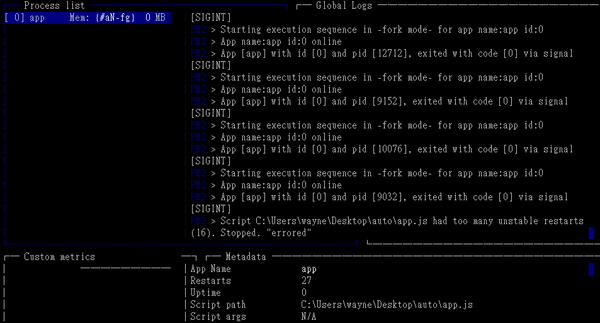 Process list
[ 0] app Mem: {#aN-fg} 0 MB
Global Logs
[SIGINT]
PM2 > Starting execution sequence in -fork mode- for app name:app id:0
PM2 > App name:app id:0 online
PM2 > App [app] with id [0] and pid [12712], exited with code [0] via signal
[SIGINT]
PM2 > Starting execution sequence in -fork mode- for app name:app id:0
PM2 > App name:app id:0 online
PM2 > App [app] with id [0] and pid [9152], exited with code [0] via signal
[SIGINT]
PM2 > Starting execution sequence in -fork mode- for app name:app id:0
PM2 > App name:app id:0 online
PM2 > App [app] with id [0] and pid [10076], exited with code [0] via signal
[SIGINT]
PM2 > Starting execution sequence in -fork mode- for app name:app id:0
PM2 > App name:app id:0 online
PM2 > App [app] with id [0] and pid [9032], exited with code [0] via signal
[SIGINT]
PM2 > Script C:\Users\wayne\Desktop\auto\app.js had too many unstable restarts
(16). Stopped. "errored"
Custom metrics
Metadata
App Name app
Restarts 27
Uptime 0
Script path C:\Users\wayne\Desktop\auto\app.js
Script args N/A